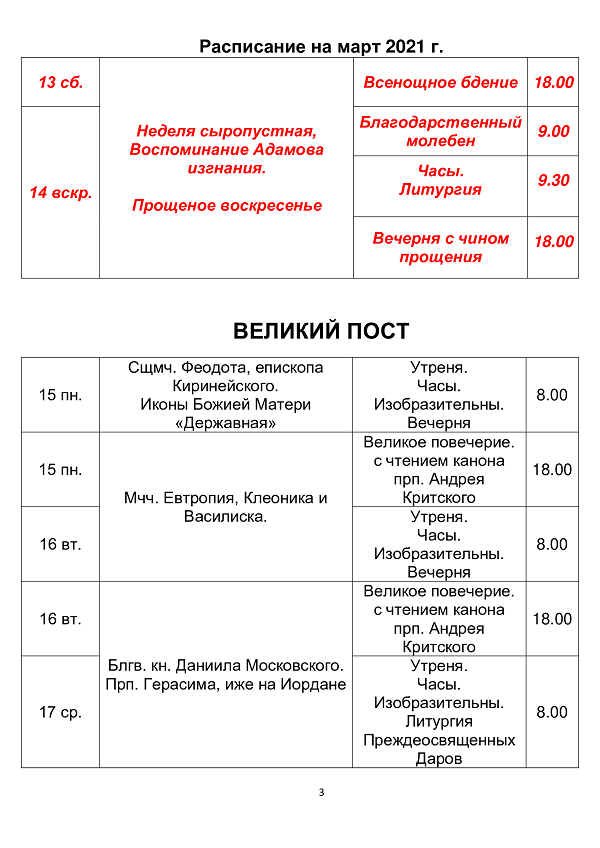 Расписание на март 2021 г.
13 сб.
Неделя сыропустная,
Воспоминание Адамова
изгнания.
Прощеное воскресенье
Всенощное бдение
18.00
14 вскр.
Благодарственный
молебен
9.00
Часы.
Литургия
9.30
Вечерня с чином
прощения
18.00
ВЕЛИКИЙ ПОСТ
15 пн.
Сщмч. Феодота, епископа
Киринейского.
Иконы Божией Матери
«Державная»
Утреня.
Часы.
Изобразительны.
Вечерня
8.00
15 пн.
Мчч. Евтропия, Клеоника и
Василиска.
Великое повечерие.
с чтением канона
прп. Андрея
Критского
18.00
16 вт.
Утреня.
Часы.
Изобразительны.
Вечерня
8.00
16 вт.
Блгв. кн. Даниила Московского.
Прп. Герасима, иже на Иордане
Великое повечерие.
с чтением канона
прп. Андрея
Критского
18.00
17 ср.
Утреня.
Часы.
Изобразительны.
Литургия
Преждеосвященных
Даров
8.00
3